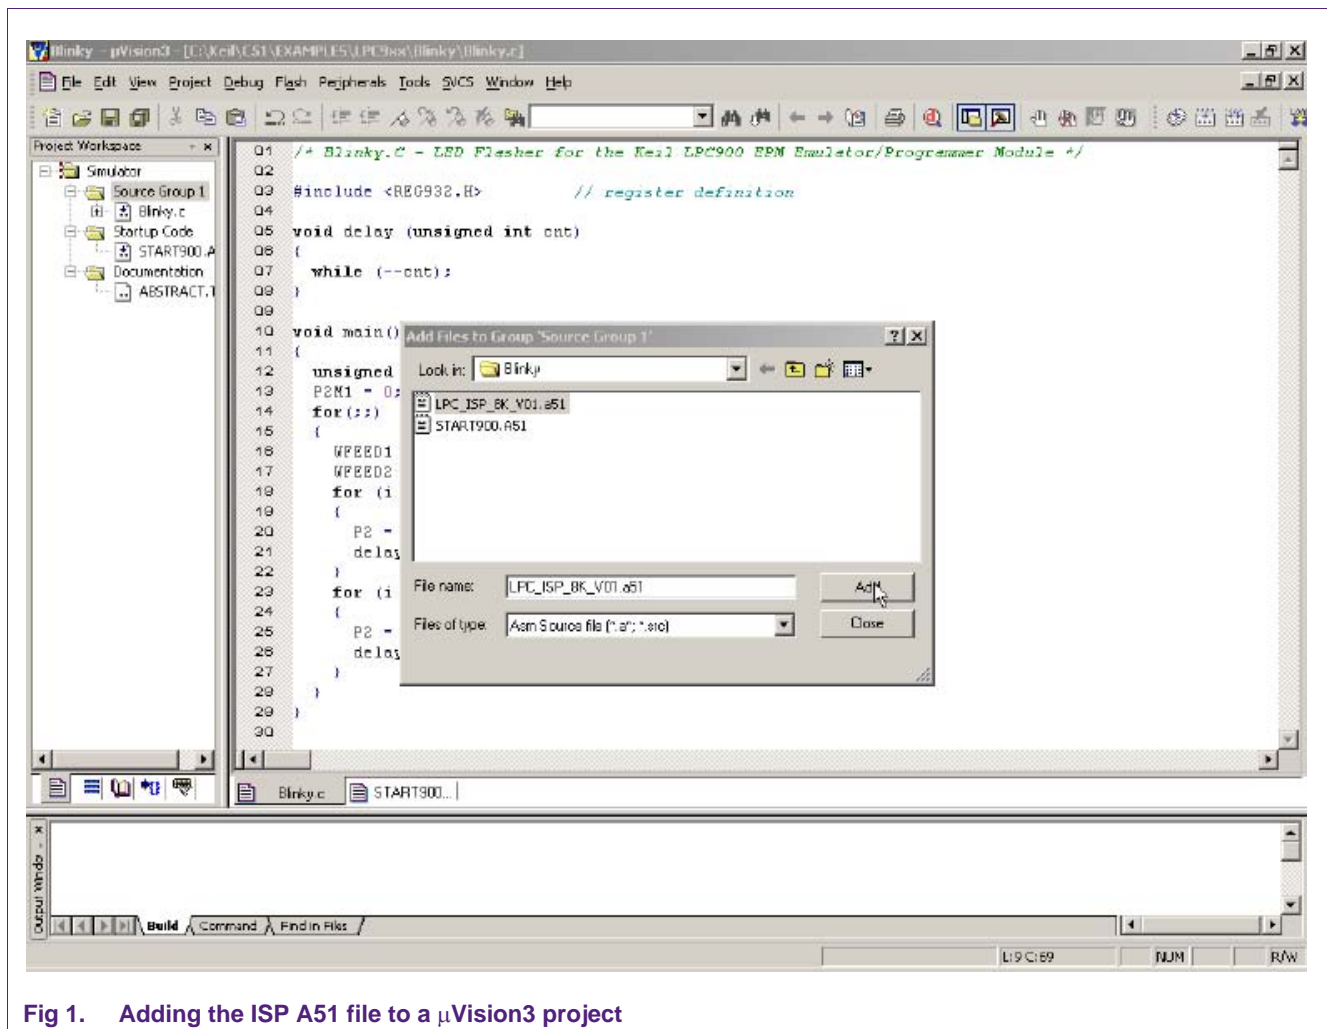 Blinky - µVision3 - [C:\Keil\C51\EXAMPLES\LPC9xx\Blinky\Blinky.c]
File Edit View Project Debug Flash Peripherals Tools SVCS Window Help
Project Workspace
Simulator
Source Group 1
Blinky.c
Startup Code
START900.A
Documentation
ABSTRACT.T
01 /* Blinky.C - LED Flasher for the Keil LPC900 EPM Emulator/Programmer Module */
02
03 #include <REG932.H> // register definition
04
05 void delay (unsigned int cnt)
06 {
07 while (--cnt);
08 }
09
10 void main()
11 {
12 unsigned
13 P2M1 = 0;
14 for(;;)
15 {
16 WFEED1
17 WFEED2
18 for (i
19 {
20 P2 =
21 delay
22 }
23 for (i
24 {
25 P2 =
26 delay
27 }
28 }
29 }
30
Add Files to Group 'Source Group 1'
Look in: Blinky
LPC_ISP_8K_V01.a51
START900.A51
File name: LPC_ISP_8K_V01.a51
Add
Files of type: Asm Source file (*.a*; *.src)
Close
Blinky.c START900...
Output Window
Build Command Find in Files
L:9 C:69 NUM R/W
Fig 1. Adding the ISP A51 file to a µVision3 project